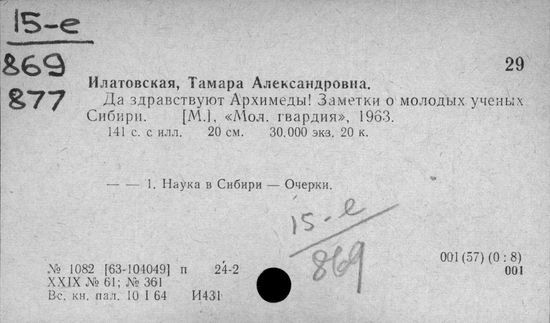 15-е
869
877
29
Илатовская, Тамара Александровна.
Да здравствуют Архимеды! Заметки о молодых ученых
Сибири. [М.], «Мол. гвардия», 1963.
141 с. с илл. 20 см. 30.000 экз. 20 к.
— — 1. Наука в Сибири — Очерки.
15-е
869
№ 1082 [63-104049] п 24-2
XXIX № 61; № 361
Вс. кн. пал. 10 I 64 И431
001 (57) (0 : 8)
001